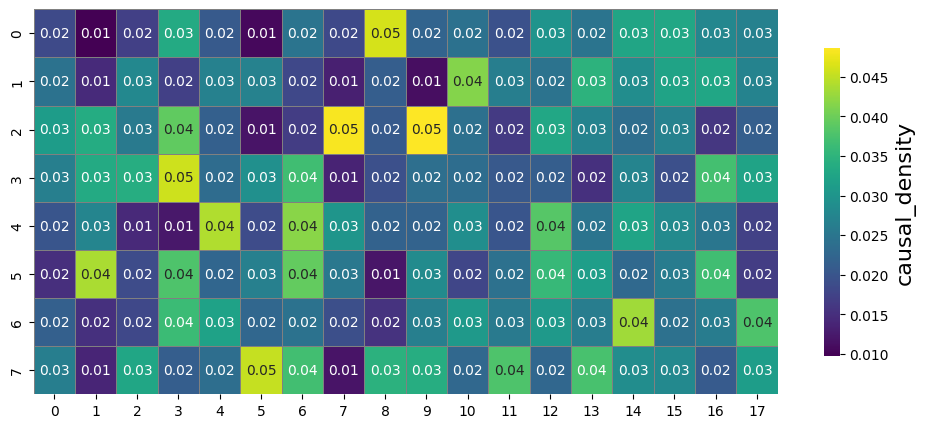 0 0.02 0.01 0.02 0.03 0.02 0.01 0.02 0.02 0.05 0.02 0.02 0.02 0.03 0.02 0.03 0.03 0.03 0.03
1 0.02 0.01 0.03 0.02 0.03 0.03 0.02 0.01 0.02 0.01 0.04 0.03 0.02 0.03 0.03 0.03 0.03 0.03
2 0.03 0.03 0.03 0.04 0.02 0.01 0.02 0.05 0.02 0.05 0.02 0.02 0.03 0.03 0.02 0.03 0.02 0.02
3 0.03 0.03 0.03 0.05 0.02 0.03 0.04 0.01 0.02 0.02 0.02 0.02 0.02 0.02 0.03 0.02 0.04 0.03
4 0.02 0.03 0.01 0.01 0.04 0.02 0.04 0.03 0.02 0.02 0.03 0.02 0.04 0.02 0.03 0.03 0.03 0.02
5 0.02 0.04 0.02 0.04 0.02 0.03 0.04 0.03 0.01 0.03 0.02 0.02 0.04 0.03 0.02 0.03 0.04 0.02
6 0.02 0.02 0.02 0.04 0.03 0.02 0.02 0.02 0.02 0.03 0.03 0.03 0.03 0.03 0.04 0.02 0.03 0.04
7 0.03 0.01 0.03 0.02 0.02 0.05 0.04 0.01 0.03 0.03 0.02 0.04 0.02 0.04 0.03 0.03 0.02 0.03
0 1 2 3 4 5 6 7 8 9 10 11 12 13 14 15 16 17
0.045
0.040
0.035
0.030
0.025
0.020
0.015
0.010
causal_density